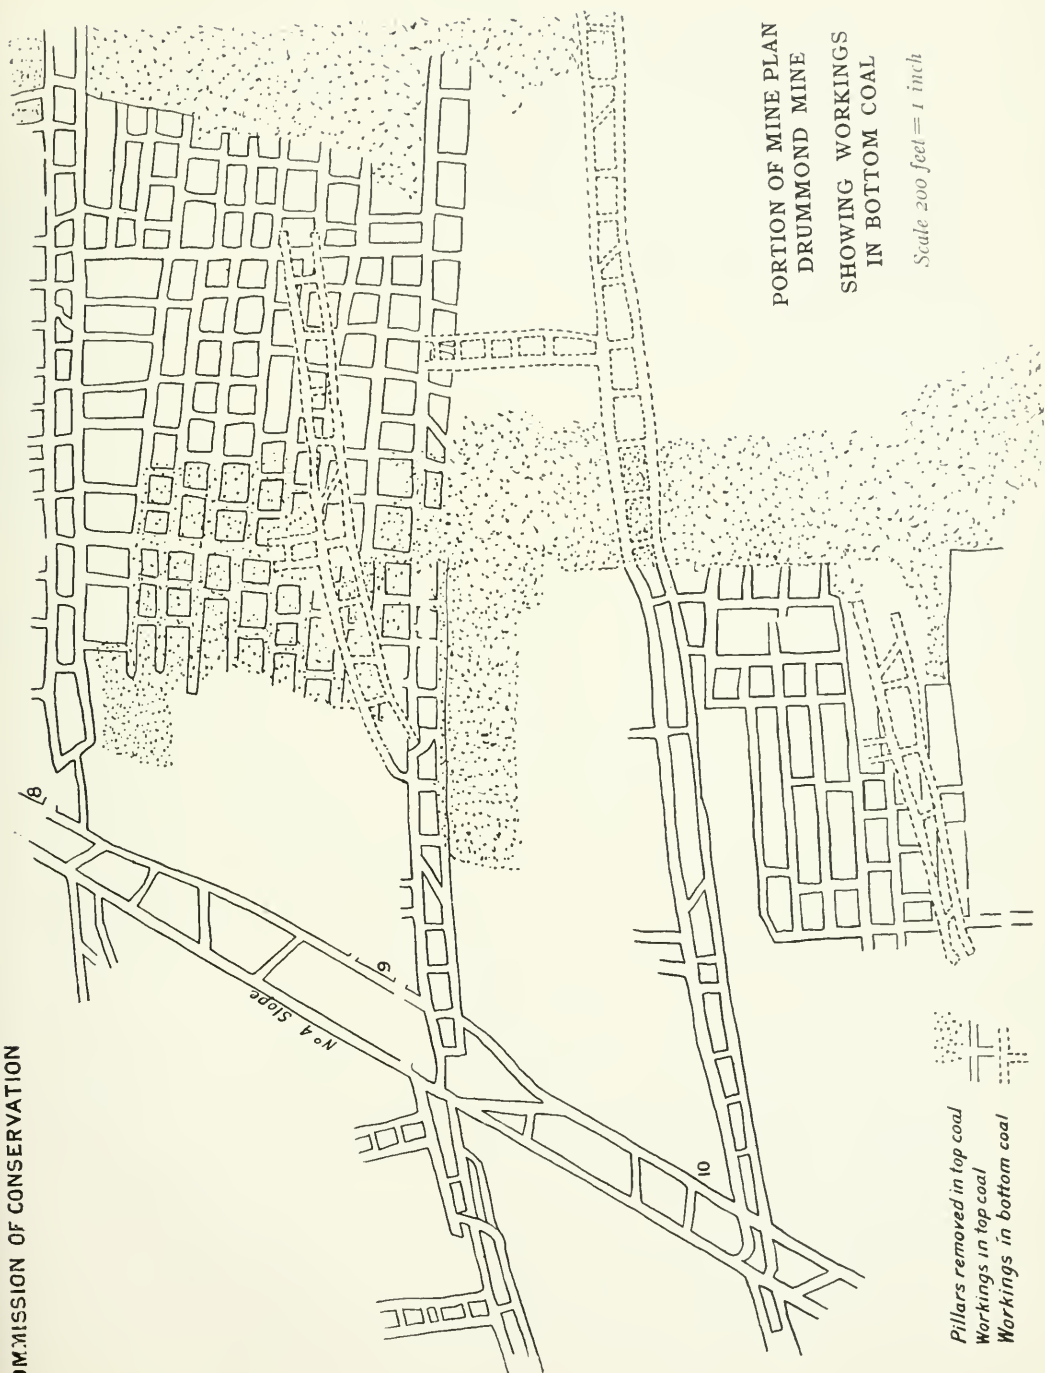 COMMISSION OF CONSERVATION
PORTION OF MINE PLAN
DRUMMOND MINE
SHOWING WORKINGS
IN BOTTOM COAL
Scale 200 feet = 1 inch
8
9
Nº 4 Slope
10
Pillars removed in top coal
Workings in top coal
Workings in bottom coal